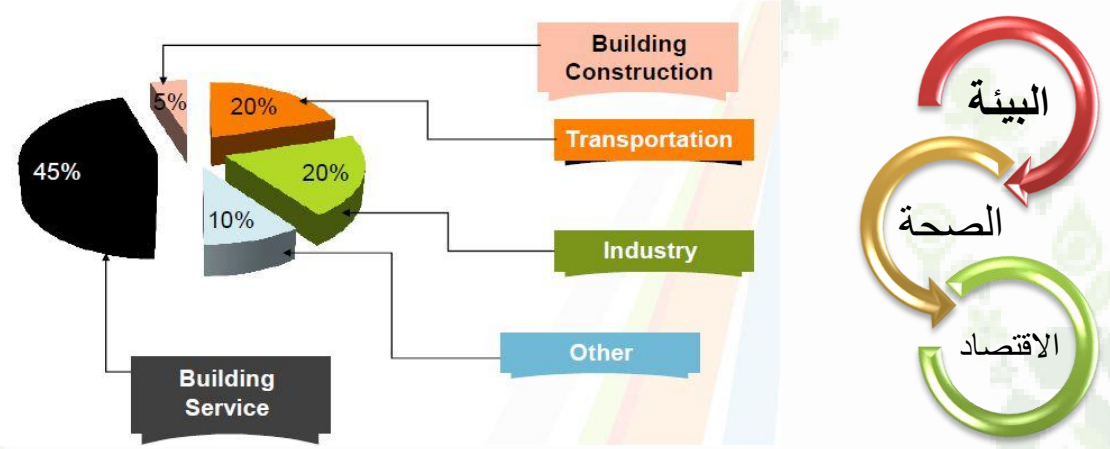 Building
Construction
5%
20%
Transportation
45%
20%
10%
Industry
Other
Building
Service
البيئة
الصحة
الاقتصاد